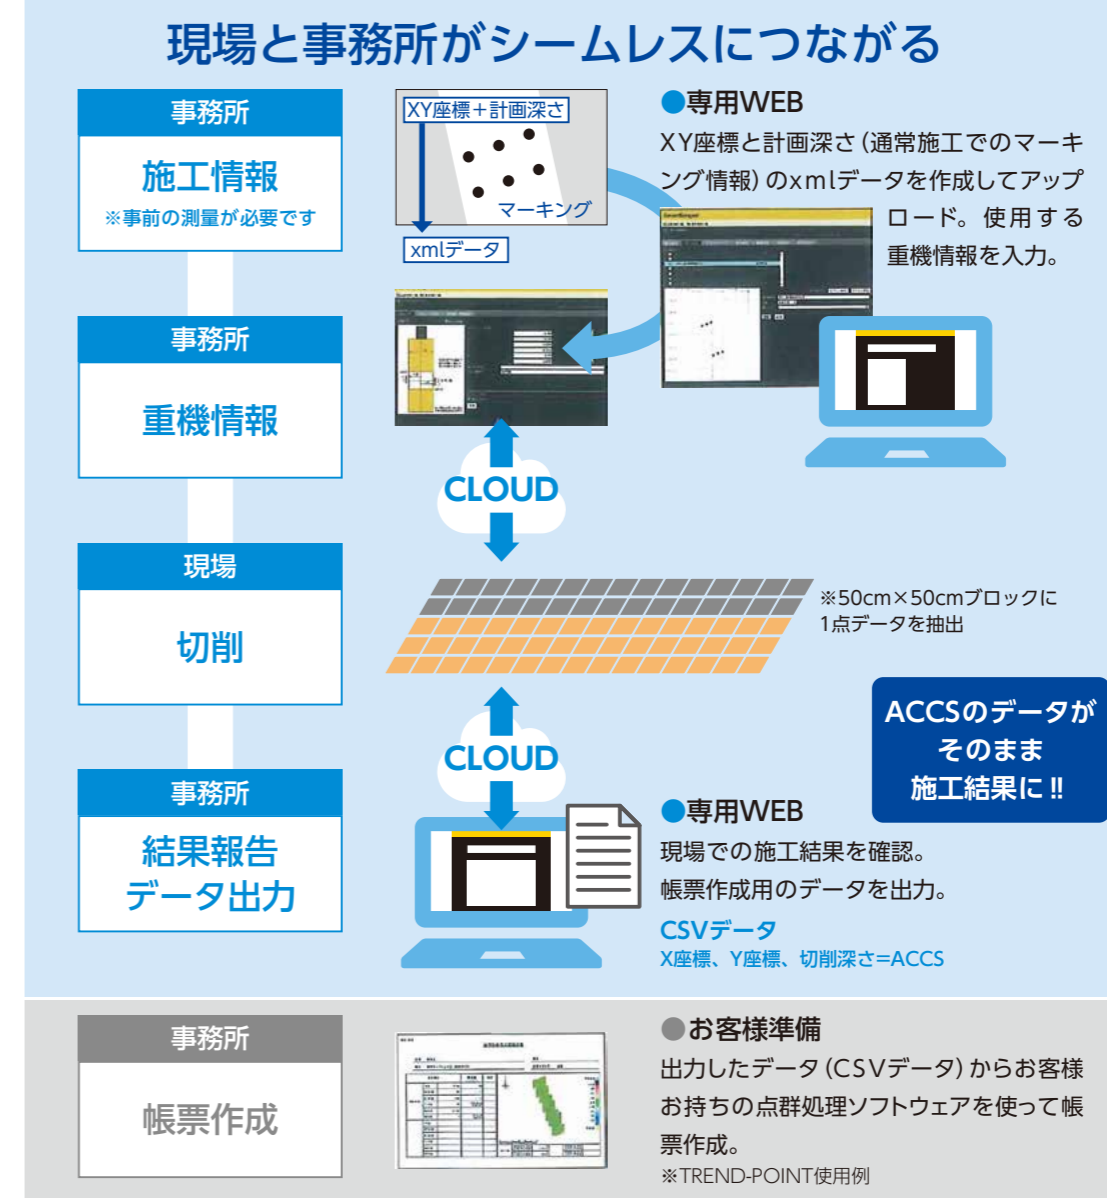 現場と事務所がシームレスにつながる
事務所
施工情報
※事前の測量が必要です
XY座標+計画深さ
マーキング
xmlデータ
●専用WEB
XY座標と計画深さ(通常施工でのマーキ
ング情報)のxmlデータを作成してアップ
ロード。使用する
重機情報を入力。
事務所
重機情報
CLOUD
現場
切削
※50cm×50cmブロックに
1点データを抽出
ACCSのデータが
そのまま
施工結果に!!
CLOUD
事務所
結果報告
データ出力
●専用WEB
現場での施工結果を確認。
帳票作成用のデータを出力。
CSVデータ
X座標、Y座標、切削深さ=ACCS
事務所
帳票作成
●お客様準備
出力したデータ(CSVデータ)からお客様
お持ちの点群処理ソフトウェアを使って帳
票作成。
※TREND-POINT使用例